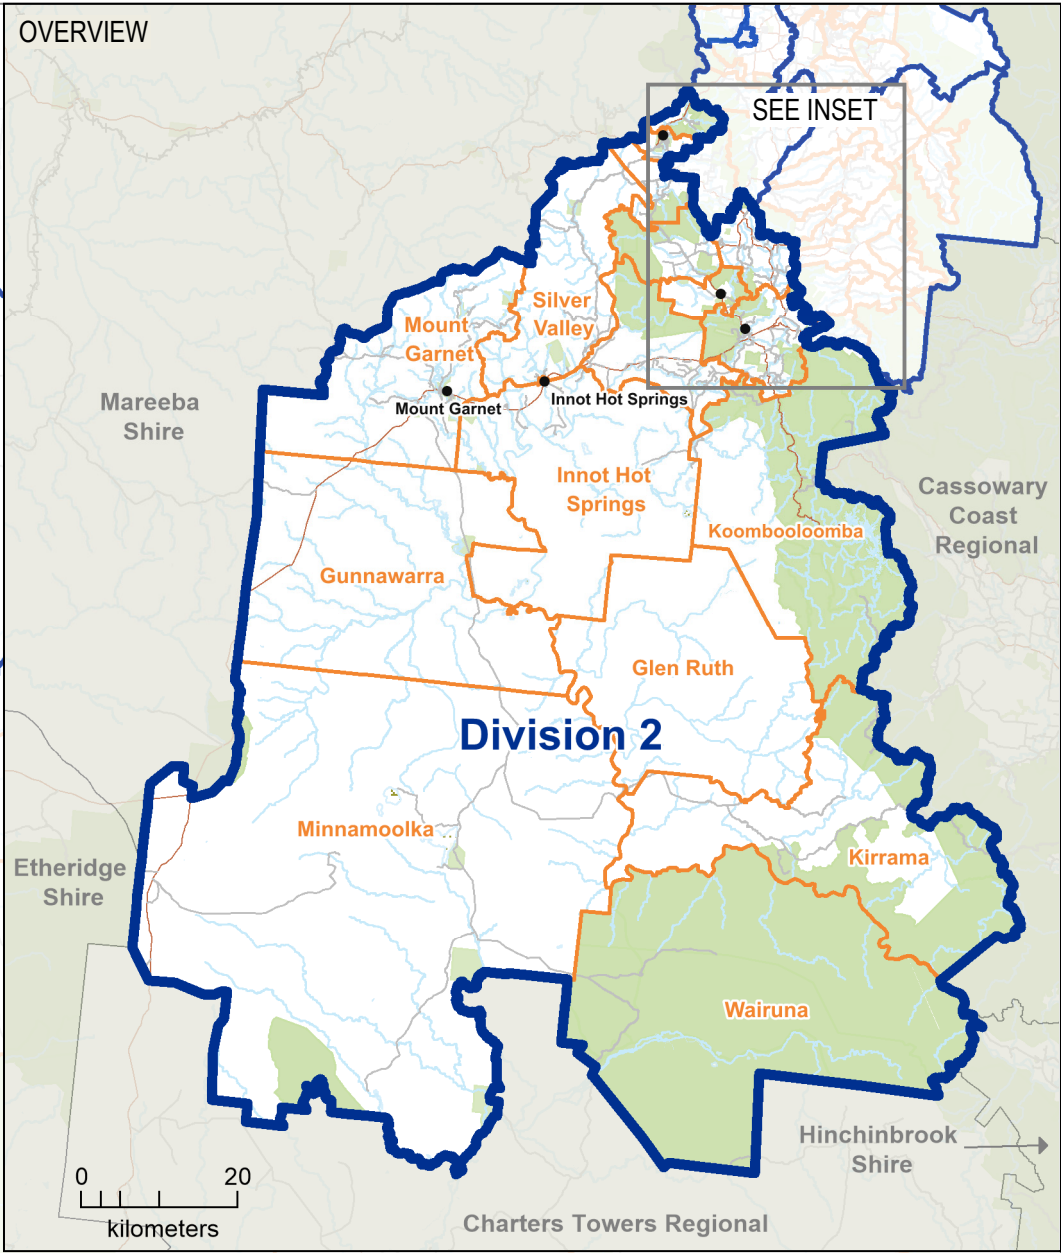 OVERVIEW
SEE INSET
Silver
Valley
Mount
Garnet
Mount Garnet
Innot Hot Springs
Mareeba
Shire
Innot Hot
Springs
Cassowary
Coast
Regional
Koombooloomba
Gunnawarra
Glen Ruth
Division 2
Minnamoolka
Kirrama
Etheridge
Shire
Wairuna
Hinchinbrook
Shire
0 20
kilometers
Charters Towers Regional